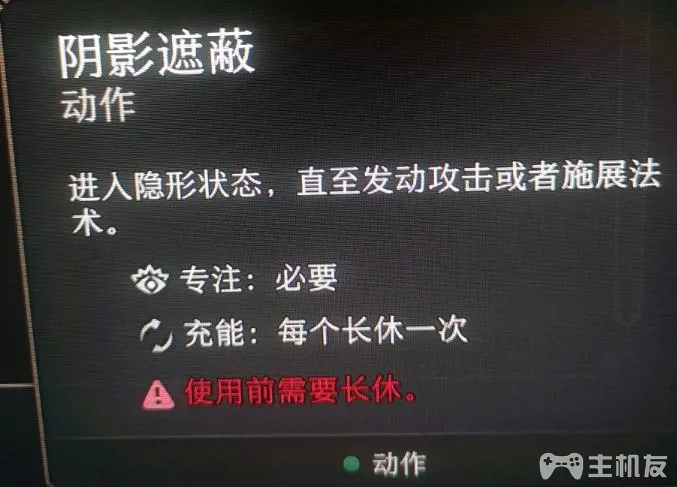 阴影遮蔽
动作
进入隐形状态，直至发动攻击或者施展法
术。
专注：必要
充能：每个长休一次
使用前需要长休。
动作
主机友